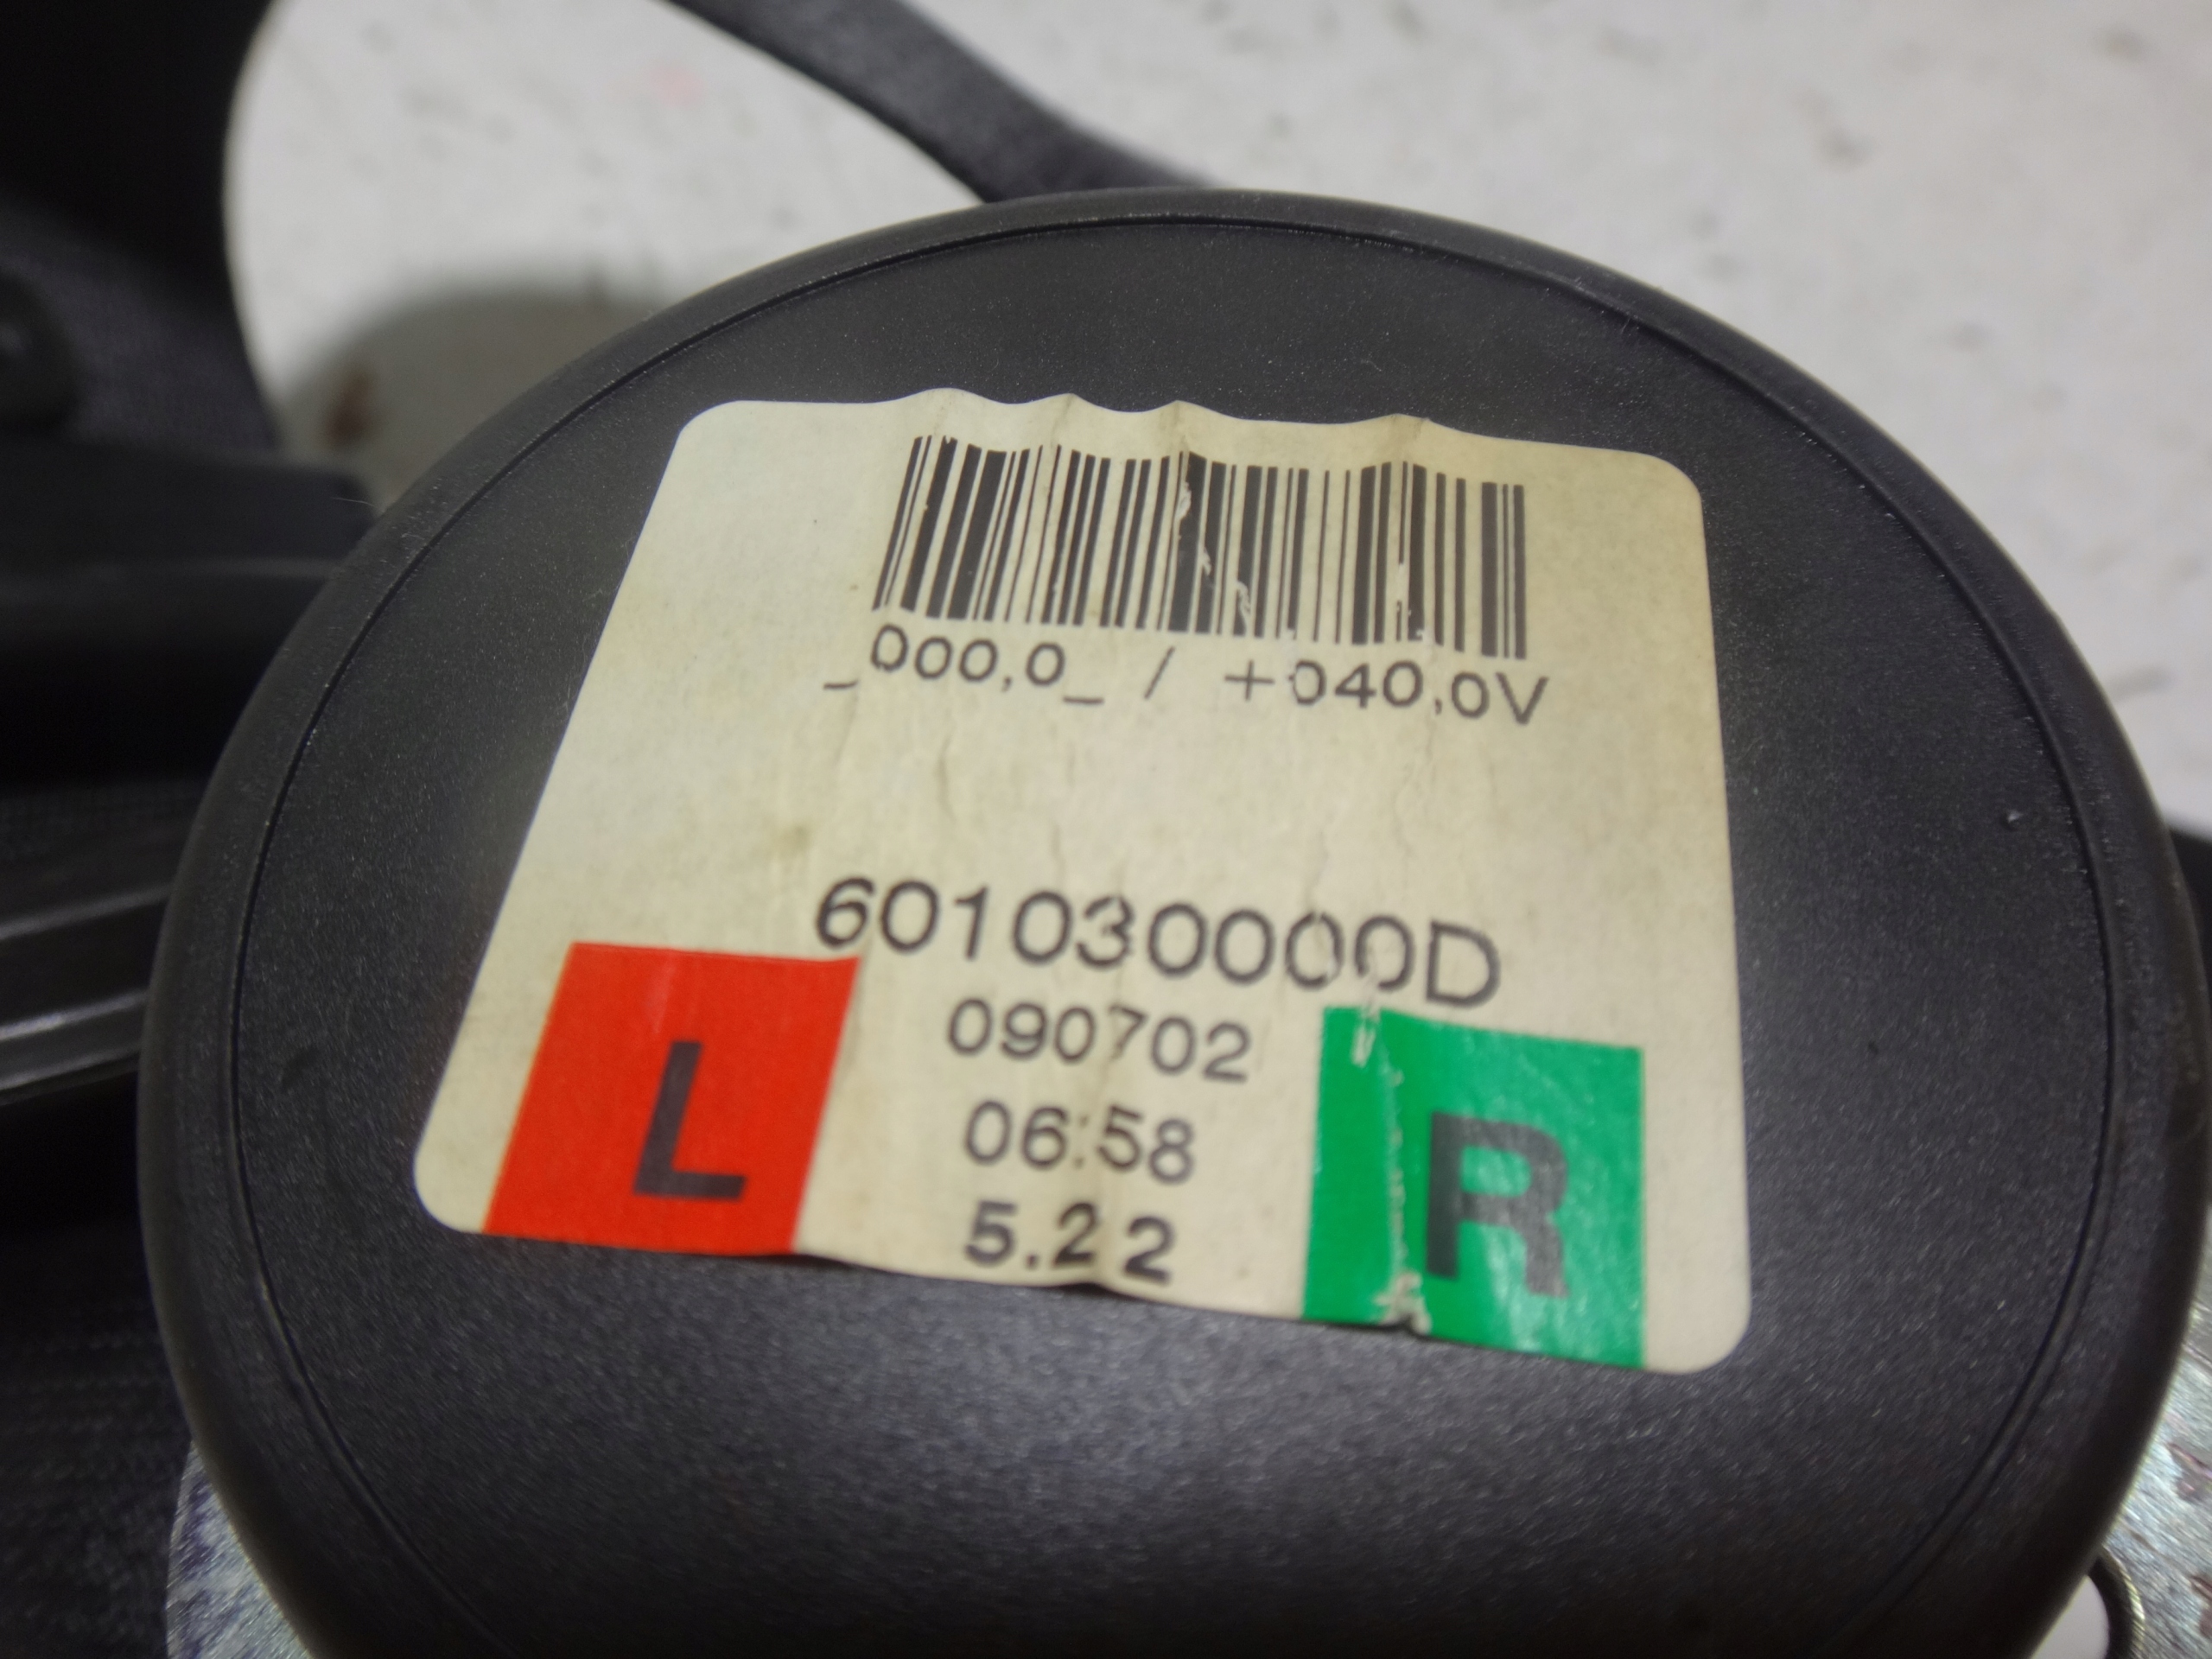 _000,0_ / +040,0V
601030000D
090702
06:58
L
R
5.22